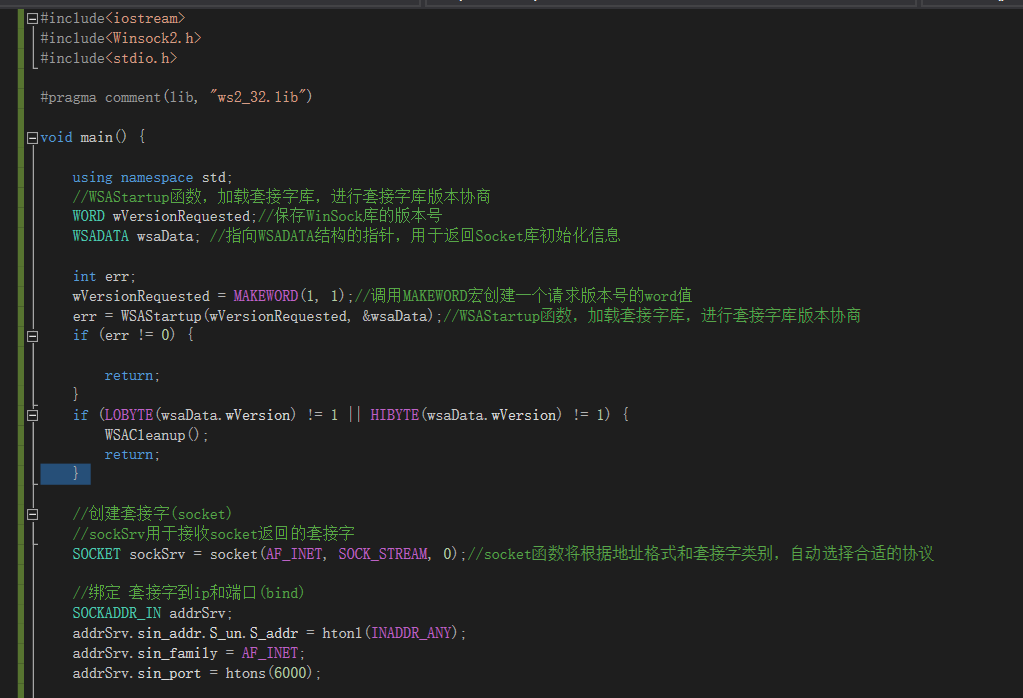 #include<iostream>
#include<Winsock2.h>
#include<stdio.h>
#pragma comment(lib, "ws2_32.lib")
void main() {
using namespace std;
//WSAStartup函数，加载套接字库，进行套接字库版本协商
WORD wVersionRequested;//保存WinSock库的版本号
WSADATA wsaData; //指向WSADATA结构的指针，用于返回Socket库初始化信息
int err;
wVersionRequested = MAKEWORD(1, 1);//调用MAKEWORD宏创建一个请求版本号的word值
err = WSAStartup(wVersionRequested, &wsaData);//WSAStartup函数，加载套接字库，进行套接字库版本协商
if (err != 0) {
return;
}
if (LOBYTE(wsaData.wVersion) != 1 || HIBYTE(wsaData.wVersion) != 1) {
WSACleanup();
return;
}
//创建套接字(socket)
//sockSrv用于接收socket返回的套接字
SOCKET sockSrv = socket(AF_INET, SOCK_STREAM, 0);//socket函数将根据地址格式和套接字类别，自动选择合适的协议
//绑定 套接字到ip和端口(bind)
SOCKADDR_IN addrSrv;
addrSrv.sin_addr.S_un.S_addr = htonl(INADDR_ANY);
addrSrv.sin_family = AF_INET;
addrSrv.sin_port = htons(6000);